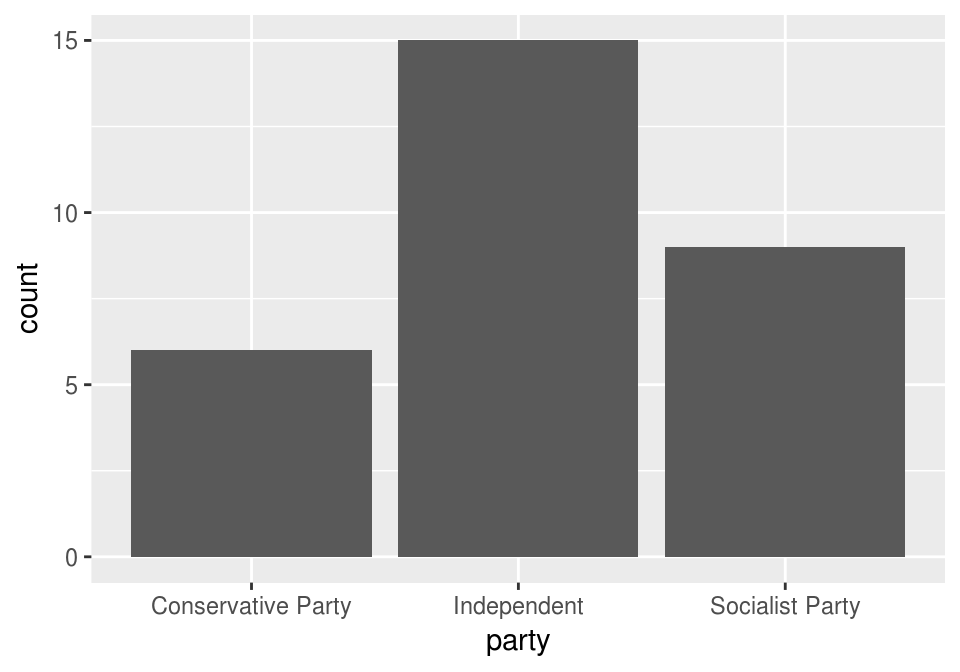 15
10
5
0
count
Conservative Party
Independent
Socialist Party
party